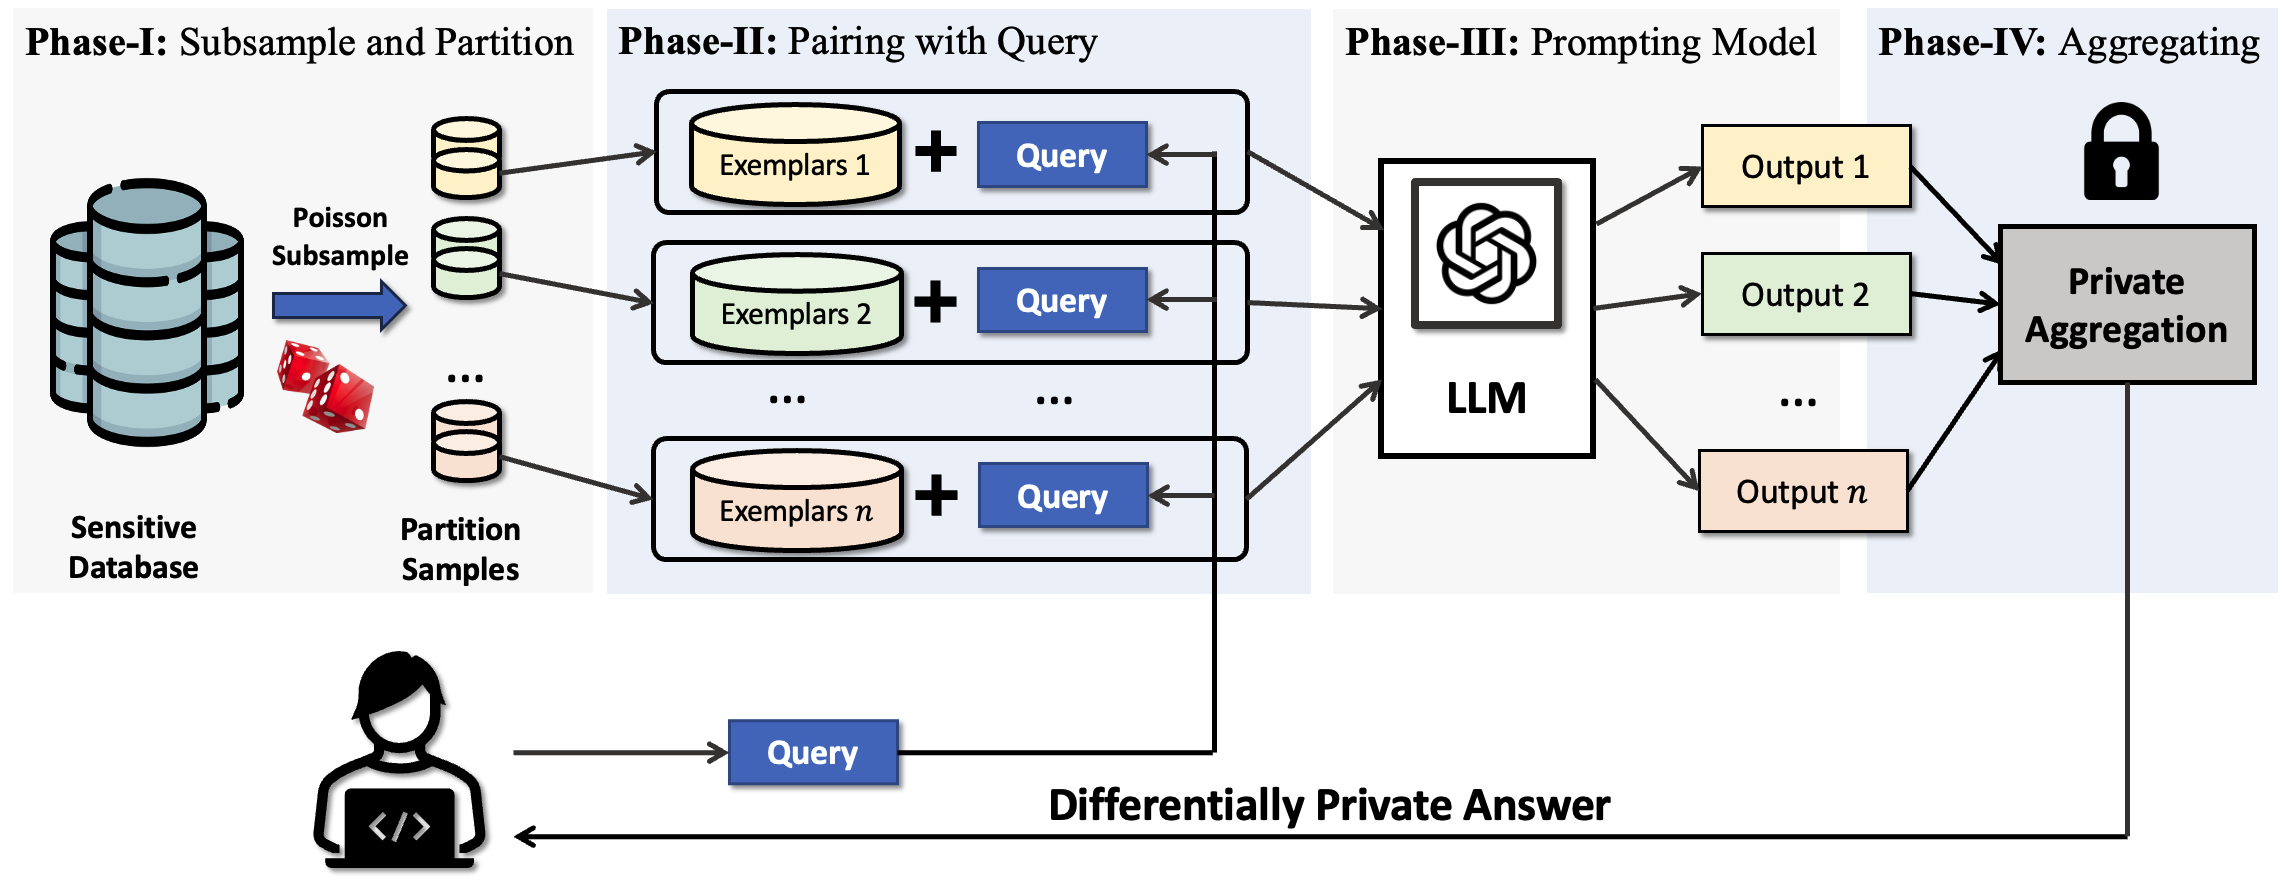 Phase-I: Subsample and Partition
Poisson
Subsample
...
Sensitive
Database
Partition
Samples
Phase-II: Pairing with Query
Exemplars 1
+
Query
Exemplars 2
+
Query
...
...
Exemplars n
+
Query
Phase-III: Prompting Model
LLM
Output 1
Output 2
...
Output n
Phase-IV: Aggregating
Private
Aggregation
</>
Query
Differentially Private Answer